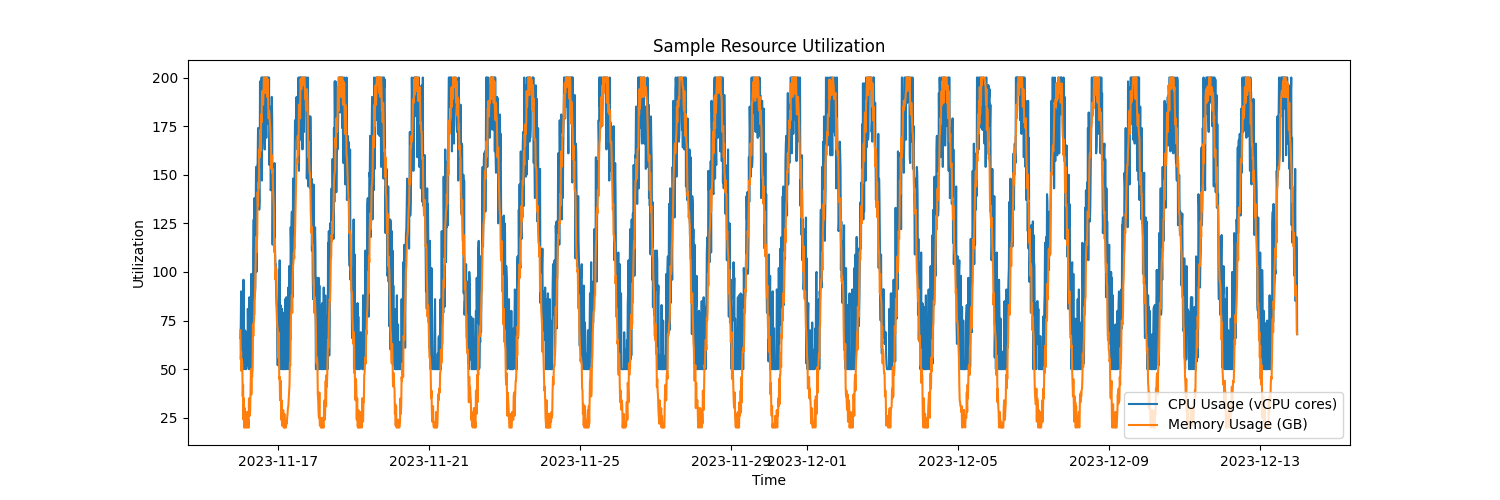 Sample Resource Utilization
Utilization
200
175
150
125
100
75
50
25
CPU Usage (vCPU cores)
Memory Usage (GB)
2023-11-17 2023-11-21 2023-11-25 2023-11-29 2023-12-01 2023-12-05 2023-12-09 2023-12-13
Time